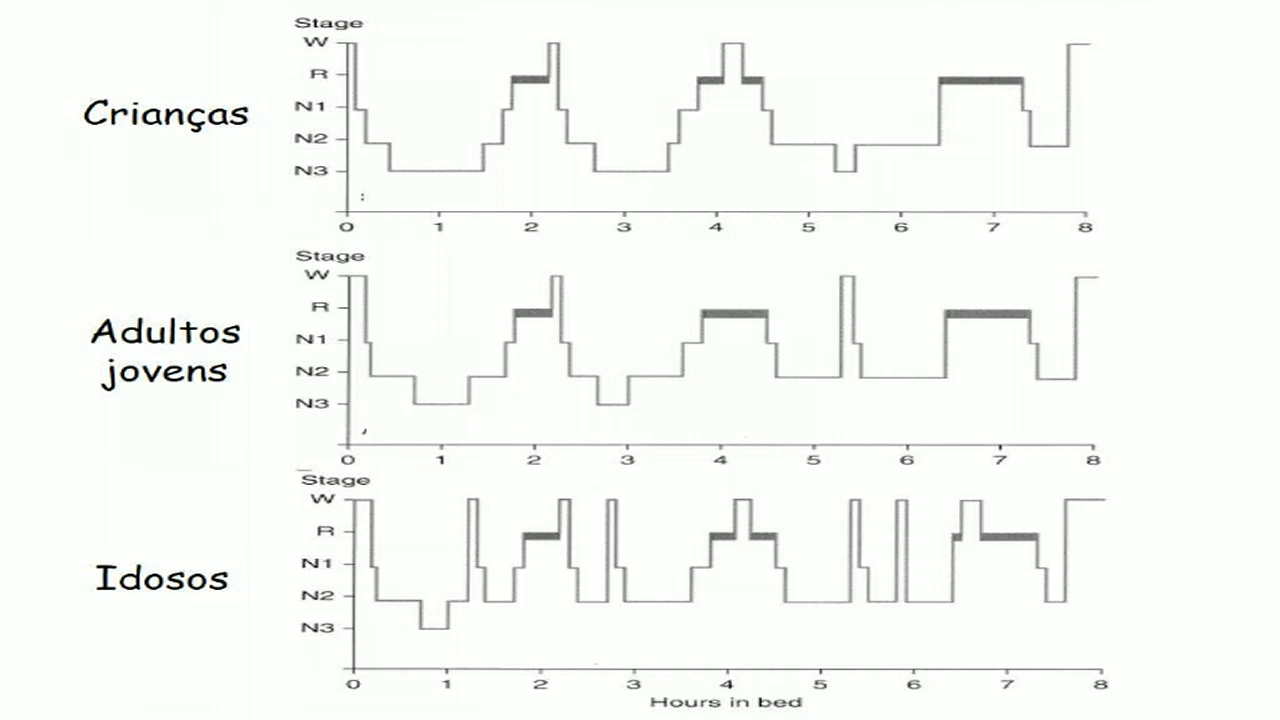 Stage
W
R
N1
N2
N3
0 1 2 3 4 5 6 7 8
Crianças
Stage
W
R
N1
N2
N3
0 1 2 3 4 5 6 7 8
Adultos
jovens
Stage
W
R
N1
N2
N3
0 1 2 3 4 5 6 7 8
Hours in bed
Idosos